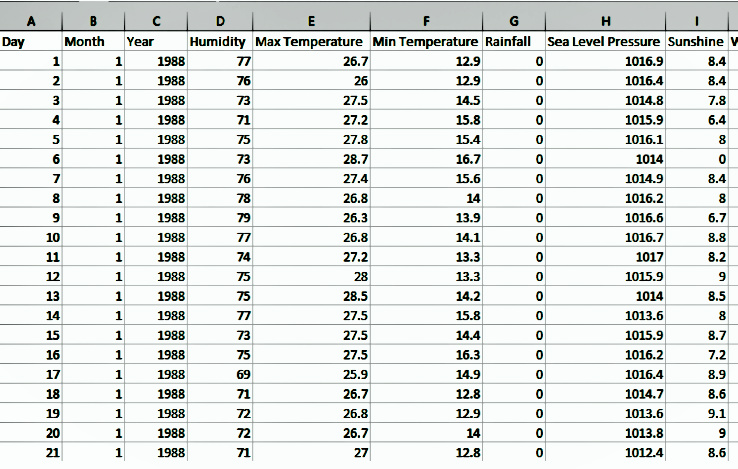 A B C D E F G H I
Day Month Year Humidity Max Temperature Min Temperature Rainfall Sea Level Pressure Sunshine
1 1 1988 77 26.7 12.9 0 1016.9 8.4
2 1 1988 76 26 12.9 0 1016.4 8.4
3 1 1988 73 27.5 14.5 0 1014.8 7.8
4 1 1988 71 27.2 15.8 0 1015.9 6.4
5 1 1988 75 27.8 15.4 0 1016.1 8
6 1 1988 73 28.7 16.7 0 1014 0
7 1 1988 76 27.4 15.6 0 1014.9 8.4
8 1 1988 78 26.8 14 0 1016.2 8
9 1 1988 79 26.3 13.9 0 1016.6 6.7
10 1 1988 77 26.8 14.1 0 1016.7 8.8
11 1 1988 74 27.2 13.3 0 1017 8.2
12 1 1988 75 28 13.3 0 1015.9 9
13 1 1988 75 28.5 14.2 0 1014 8.5
14 1 1988 77 27.5 15.8 0 1013.6 8
15 1 1988 73 27.5 14.4 0 1015.9 8.7
16 1 1988 75 27.5 16.3 0 1016.2 7.2
17 1 1988 69 25.9 14.9 0 1016.4 8.9
18 1 1988 71 26.7 12.8 0 1014.7 8.6
19 1 1988 72 26.8 12.9 0 1013.6 9.1
20 1 1988 72 26.7 14 0 1013.8 9
21 1 1988 71 27 12.8 0 1012.4 8.6